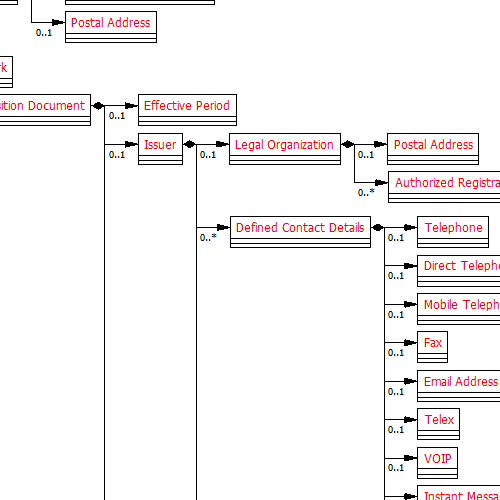 Postal Address
0..1
rk
sition Document
Effective Period
0..1
Issuer
0..1
Legal Organization
0..1
Postal Address
0..1
Authorized Registra
0..*
Defined Contact Details
0..*
Telephone
0..1
Direct Telepho
0..1
Mobile Teleph
0..1
Fax
0..1
Email Address
0..1
Telex
0..1
VOIP
0..1
Instant Messa